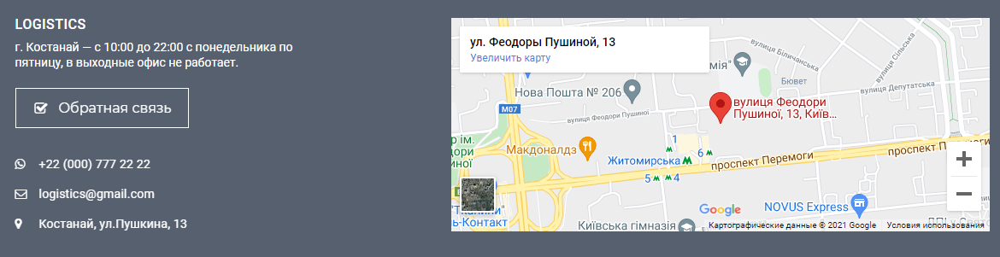 LOGISTICS
г. Костанай — с 10:00 до 22:00 с понедельника по
пятницу, в выходные офис не работает.
Обратная связь
+22 (000) 777 22 22
logistics@gmail.com
Костанай, ул.Пушкина, 13
ул. Феодоры Пушиной, 13
Увеличить карту
мія"
вулиця Біличанська
вулиця Сільська
Бювет
вулиця Депутатська
Нова Пошта № 206
М07
вулиця Феодори Пушиної
вулиця Феодори
Пушиної, 13, Київ...
р ім.
дори
иної
Макдоналдз
1
6
Житомирська
5
4
проспект Перемоги
проспект Перемоги
"Ткани
ль-Контакт
Google
NOVUS Express
Київська гімназія
Картографические данные © 2021 Google
Условия использования